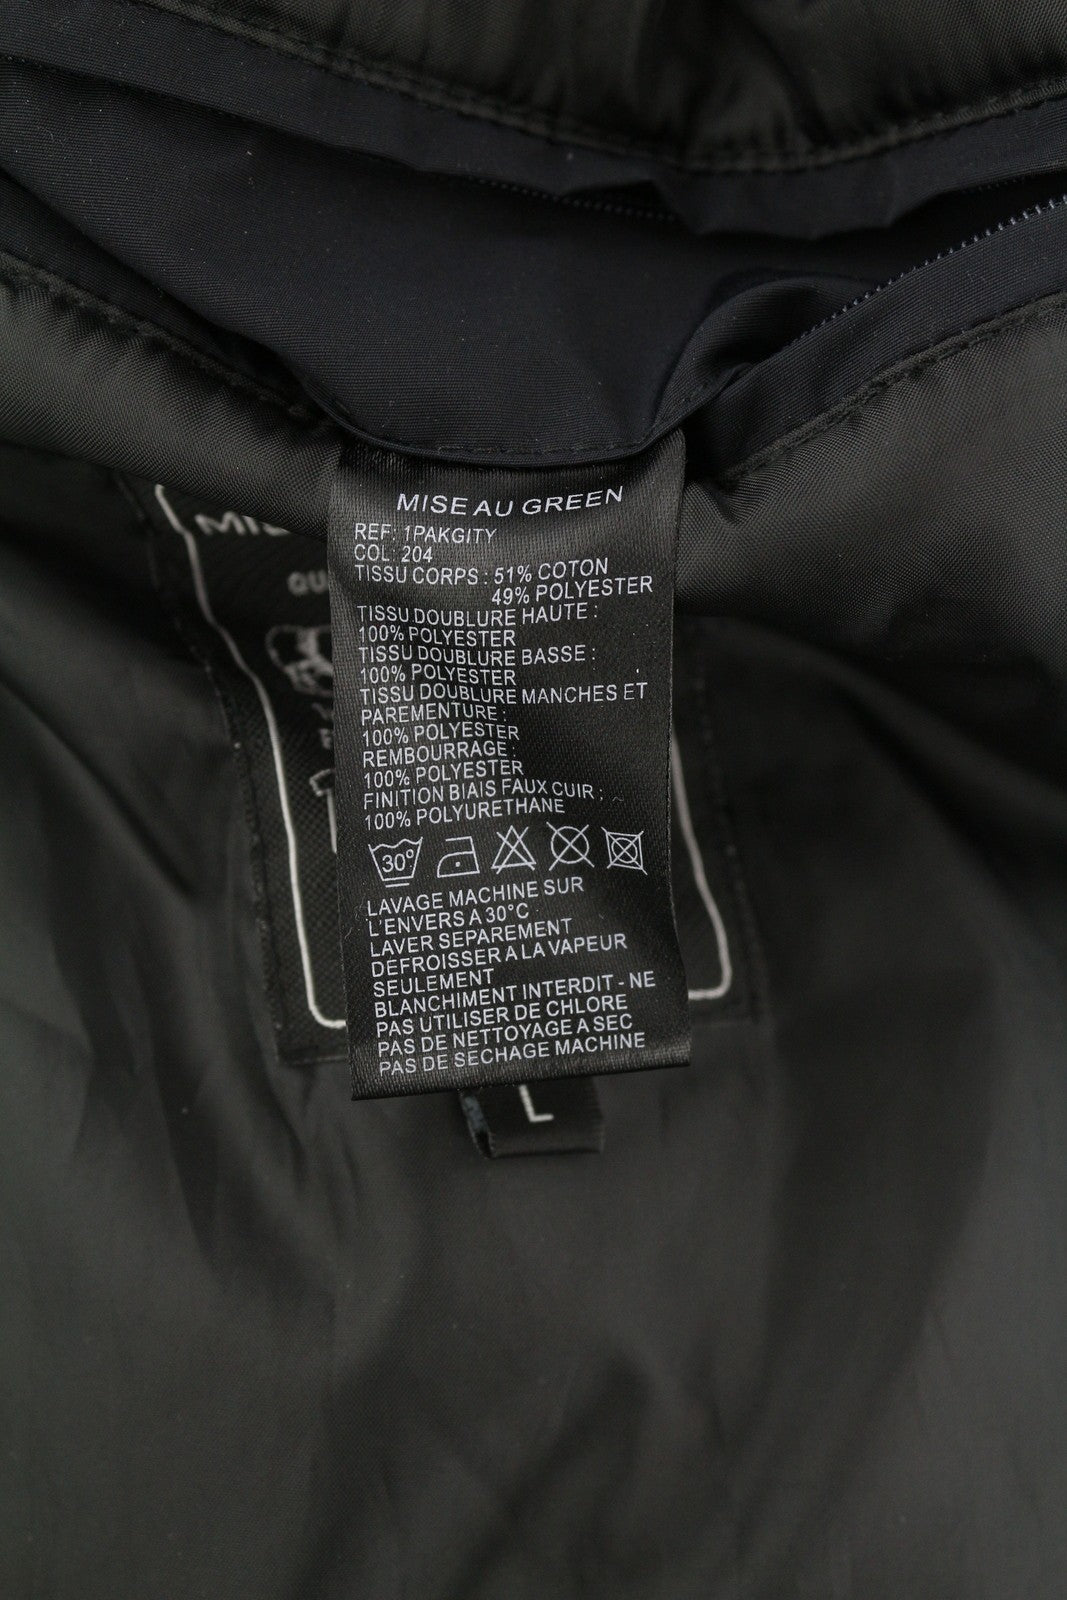 MISE AU GREEN
REF: 1PAKGITY
COL: 204
TISSU CORPS : 51% COTON
49% POLYESTER
TISSU DOUBLURE HAUTE :
100% POLYESTER
TISSU DOUBLURE BASSE :
100% POLYESTER
TISSU DOUBLURE MANCHES ET
PAREMENTURE :
100% POLYESTER
REMBOURRAGE :
100% POLYESTER
FINITION BIAIS FAUX CUIR :
100% POLYURETHANE
30°
LAVAGE MACHINE SUR
L'ENVERS A 30°C
LAVER SEPAREMENT
DEFROISSER A LA VAPEUR
SEULEMENT
BLANCHIMENT INTERDIT - NE
PAS UTILISER DE CHLORE
PAS DE NETTOYAGE A SEC
PAS DE SECHAGE MACHINE
L